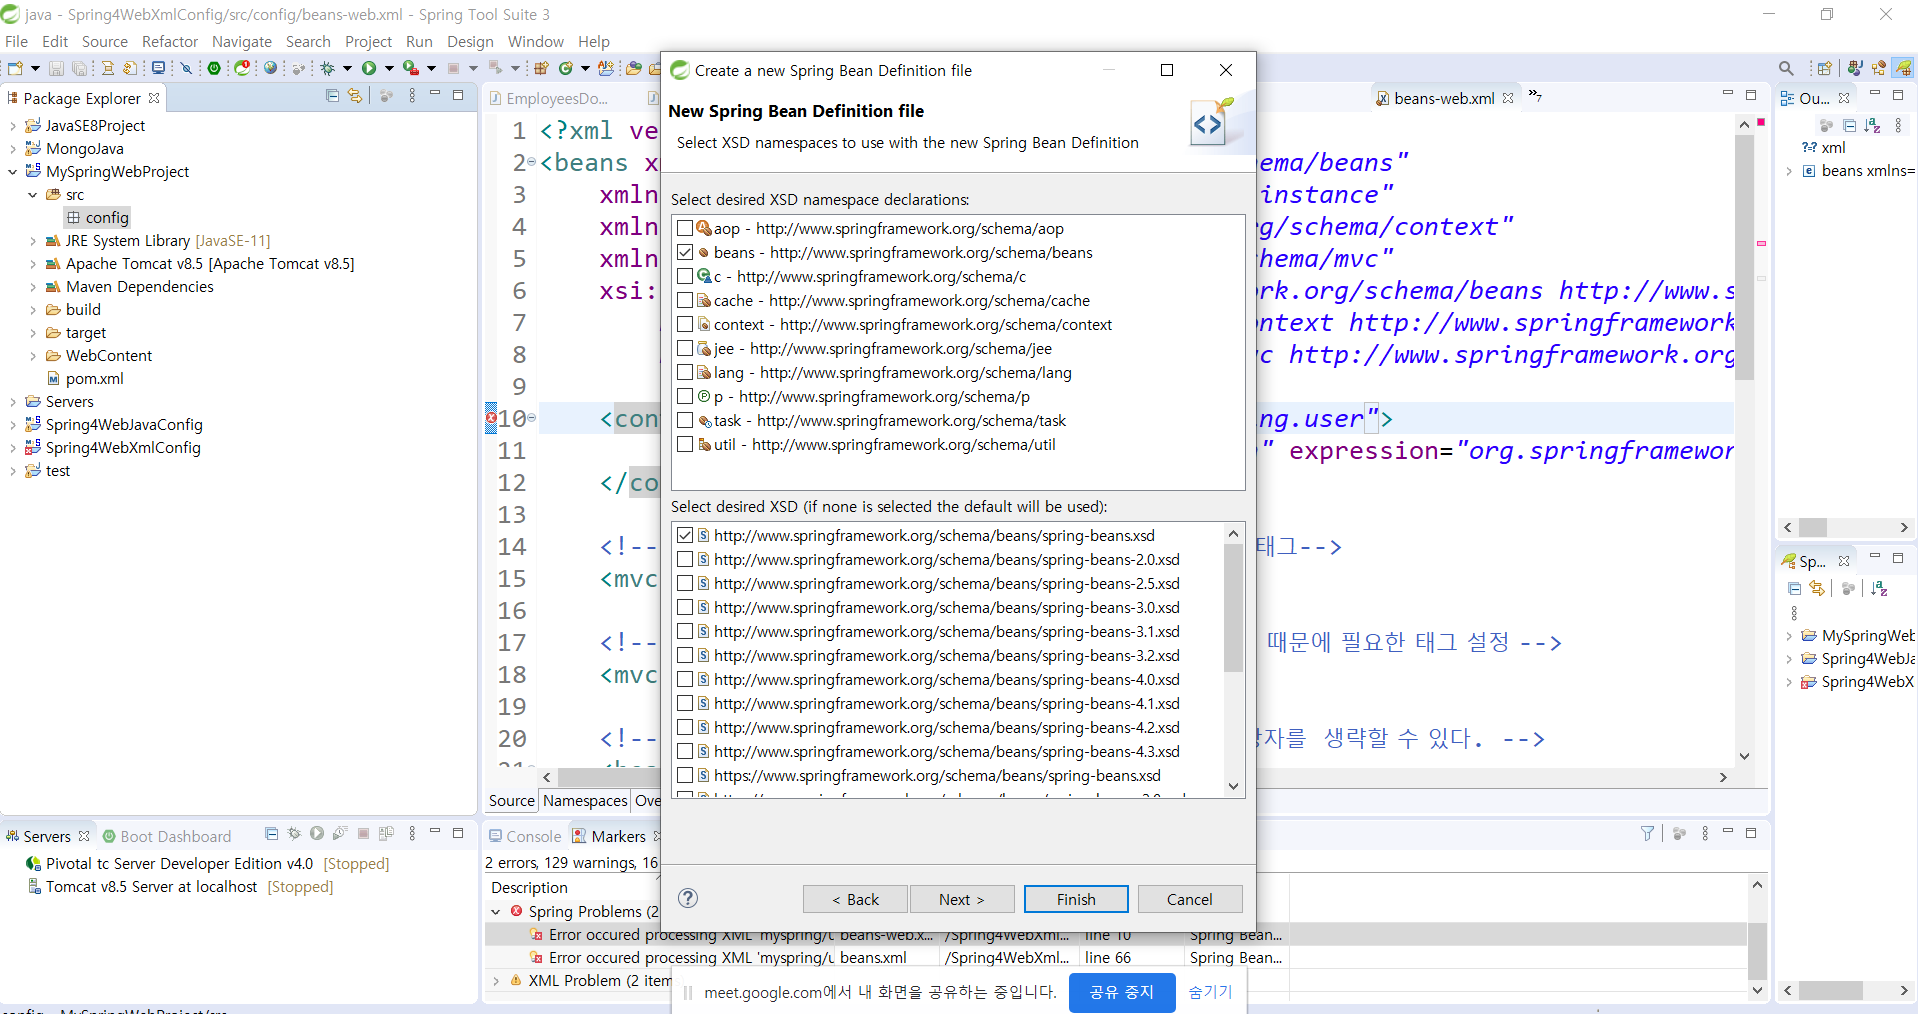 java - Spring4WebXmlConfig/src/config/beans-web.xml - Spring Tool Suite 3
File Edit Source Refactor Navigate Search Project Run Design Window Help
Package Explorer
JavaSE8Project
MongoJava
MySpringWebProject
src
config
JRE System Library [JavaSE-11]
Apache Tomcat v8.5 [Apache Tomcat v8.5]
Maven Dependencies
build
target
WebContent
pom.xml
Servers
Spring4WebJavaConfig
Spring4WebXmlConfig
test
EmployeesDo...
beans-web.xml
»7
1 <?xml ve
2 <beans x hema/beans"
3 xmln instance"
4 xmln rg/schema/context"
5 xmln chema/mvc"
6 xsi: rk.org/schema/beans http://www.s
7 ntext http://www.springframework
8 vc http://www.springframework.org
9
10 <con ng.user">
11 " expression="org.springframewor
12 </co
13
14 <!-- 태그-->
15 <mvc
16
17 <!-- 때문에 필요한 태그 설정 -->
18 <mvc
19
20 <!-- 생략할 수 있다. -->
Source Namespaces Ove
Create a new Spring Bean Definition file
New Spring Bean Definition file
Select XSD namespaces to use with the new Spring Bean Definition
Select desired XSD namespace declarations:
aop - http://www.springframework.org/schema/aop
beans - http://www.springframework.org/schema/beans
c - http://www.springframework.org/schema/c
cache - http://www.springframework.org/schema/cache
context - http://www.springframework.org/schema/context
jee - http://www.springframework.org/schema/jee
lang - http://www.springframework.org/schema/lang
p - http://www.springframework.org/schema/p
task - http://www.springframework.org/schema/task
util - http://www.springframework.org/schema/util
Select desired XSD (if none is selected the default will be used):
http://www.springframework.org/schema/beans/spring-beans.xsd
http://www.springframework.org/schema/beans/spring-beans-2.0.xsd
http://www.springframework.org/schema/beans/spring-beans-2.5.xsd
http://www.springframework.org/schema/beans/spring-beans-3.0.xsd
http://www.springframework.org/schema/beans/spring-beans-3.1.xsd
http://www.springframework.org/schema/beans/spring-beans-3.2.xsd
http://www.springframework.org/schema/beans/spring-beans-4.0.xsd
http://www.springframework.org/schema/beans/spring-beans-4.1.xsd
http://www.springframework.org/schema/beans/spring-beans-4.2.xsd
http://www.springframework.org/schema/beans/spring-beans-4.3.xsd
https://www.springframework.org/schema/beans/spring-beans.xsd
< Back Next > Finish Cancel
Ou...
xml
beans xmlns=
Sp...
MySpringWeb
Spring4WebJa
Spring4WebX
Servers Boot Dashboard
Pivotal tc Server Developer Edition v4.0 [Stopped]
Tomcat v8.5 Server at localhost [Stopped]
Console Markers
2 errors, 129 warnings, 16
Description
Spring Problems (2
Error occured processing XML 'myspring/u beans-web.x... /Spring4WebXml... line 10 Spring Bean...
Error occured processing XML 'myspring/u beans.xml /Spring4WebXml... line 66 Spring Bean...
XML Problem (2 item
meet.google.com에서 내 화면을 공유하는 중입니다. 공유 중지 숨기기
config - MySpringWebProject/src